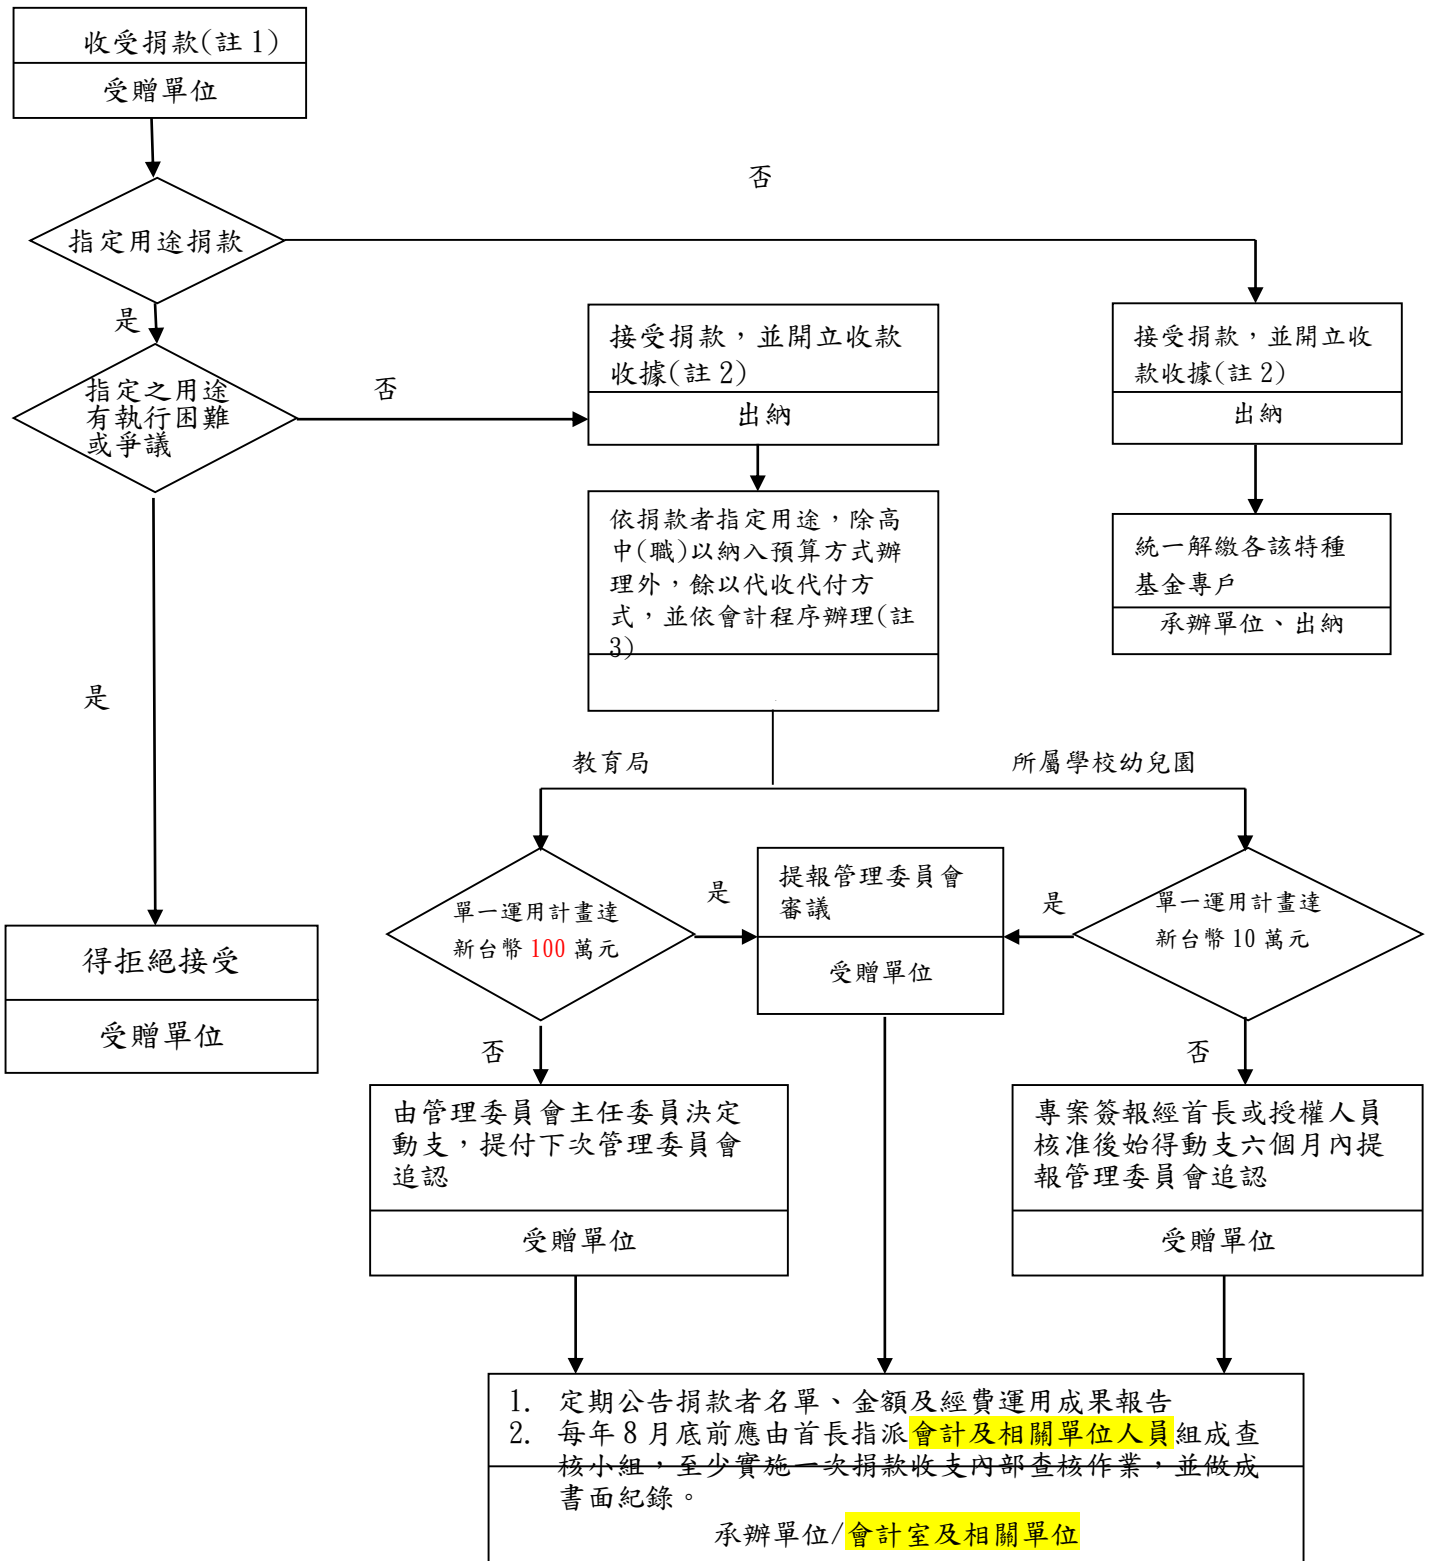 收受捐款(註 1)
受贈單位
否
指定用途捐款
是
指定之用途
有執行困難
或爭議
否
接受捐款，並開立收款
收據(註 2)
出納
接受捐款，並開立收
款收據(註 2)
出納
依捐款者指定用途，除高
中(職)以納入預算方式辦
理外，餘以代收代付方
式，並依會計程序辦理(註
3)
統一解繳各該特種
基金專戶
承辦單位、出納
是
教育局
所屬學校幼兒園
單一運用計畫達
新台幣 100 萬元
是
提報管理委員會
審議
受贈單位
是
單一運用計畫達
新台幣 10 萬元
得拒絕接受
受贈單位
否
否
由管理委員會主任委員決定
動支，提付下次管理委員會
追認
受贈單位
專案簽報經首長或授權人員
核准後始得動支六個月內提
報管理委員會追認
受贈單位
1. 定期公告捐款者名單、金額及經費運用成果報告
2. 每年 8 月底前應由首長指派會計及相關單位人員組成查
核小組，至少實施一次捐款收支內部查核作業，並做成
書面紀錄。
承辦單位/會計室及相關單位